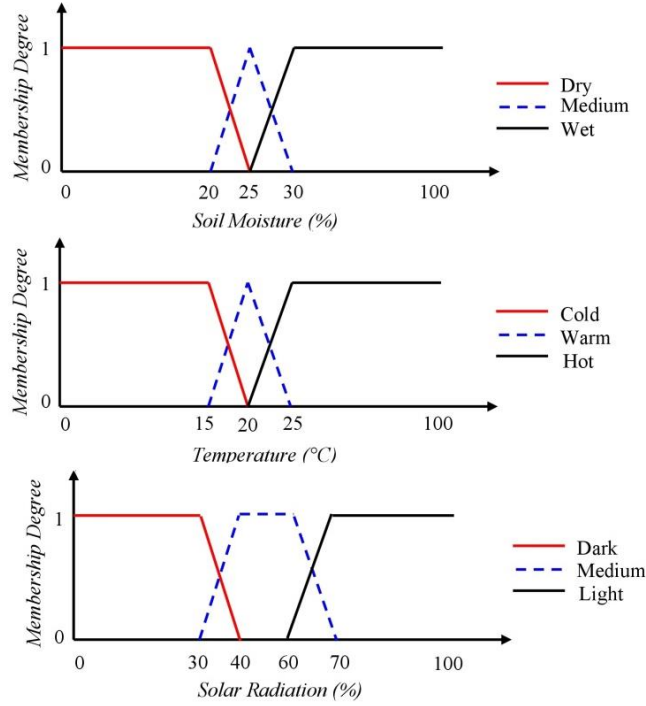 Membership Degree
1
0
0 20 25 30 100
Soil Moisture (%)
Dry
Medium
Wet
Membership Degree
1
0
0 15 20 25 100
Temperature (°C)
Cold
Warm
Hot
Membership Degree
1
0
0 30 40 60 70 100
Solar Radiation (%)
Dark
Medium
Light